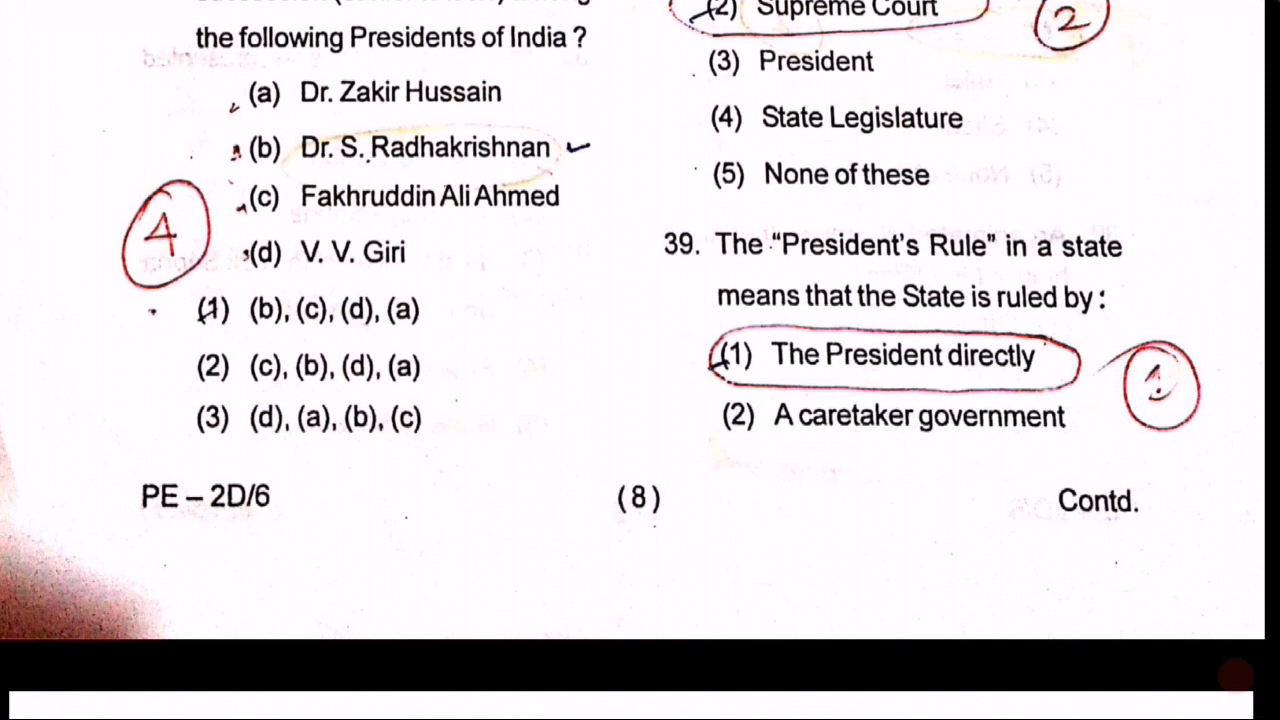 the following Presidents of India ?
(a) Dr. Zakir Hussain
(b) Dr. S. Radhakrishnan
(c) Fakhruddin Ali Ahmed
4
(d) V. V. Giri
(1) (b), (c), (d), (a)
(2) (c), (b), (d), (a)
(3) (d), (a), (b), (c)
(2) Supreme Court
2
(3) President
(4) State Legislature
(5) None of these
39. The “President’s Rule” in a state
means that the State is ruled by :
(1) The President directly
1
(2) A caretaker government
PE – 2D/6
(8)
Contd.